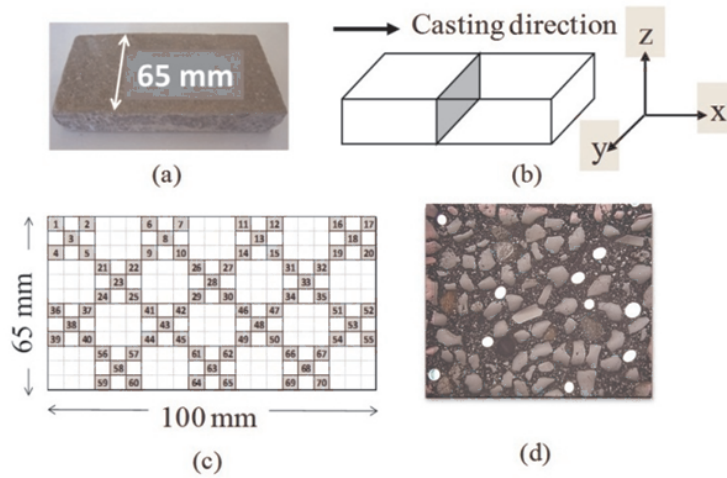 65 mm
(a)
Casting direction
z
x
y
(b)
65 mm
1 2 6 7 11 12 16 17
3 8 13 18
4 5 9 10 14 15 19 20
21 22 26 27 31 32
23 28 33
24 25 29 30 34 35
36 37 41 42 46 47 51 52
38 43 48 53
39 40 44 45 49 50 54 55
56 57 61 62 66 67
58 63 68
59 60 64 65 69 70
100 mm
(c)
(d)